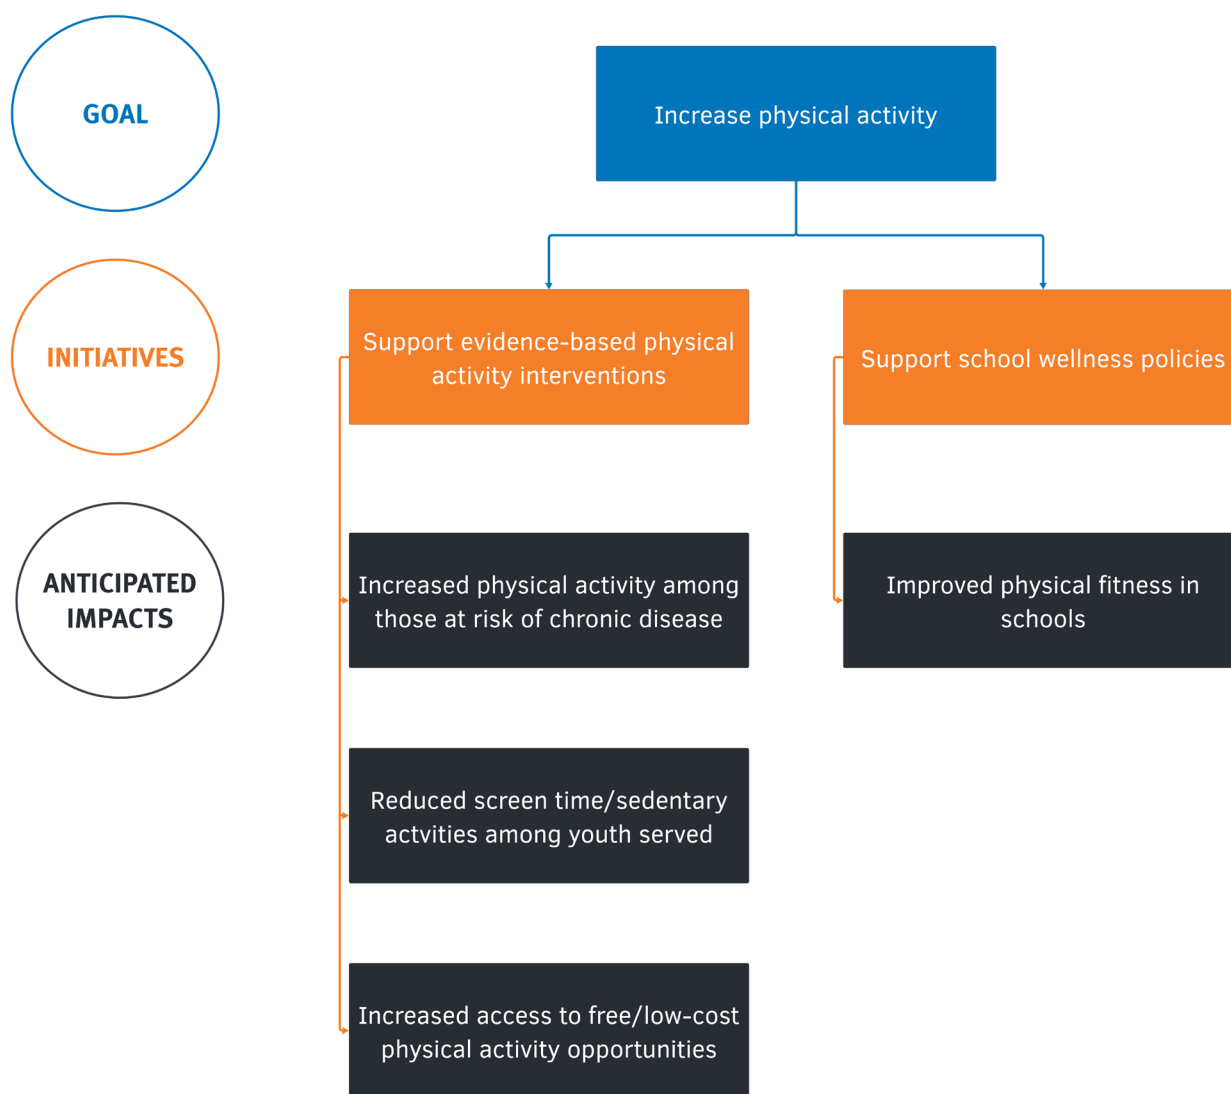 GOAL
Increase physical activity
INITIATIVES
Support evidence-based physical
activity interventions
Support school wellness policies
ANTICIPATED
IMPACTS
Increased physical activity among
those at risk of chronic disease
Improved physical fitness in
schools
Reduced screen time/sedentary
actvities among youth served
Increased access to free/low-cost
physical activity opportunities